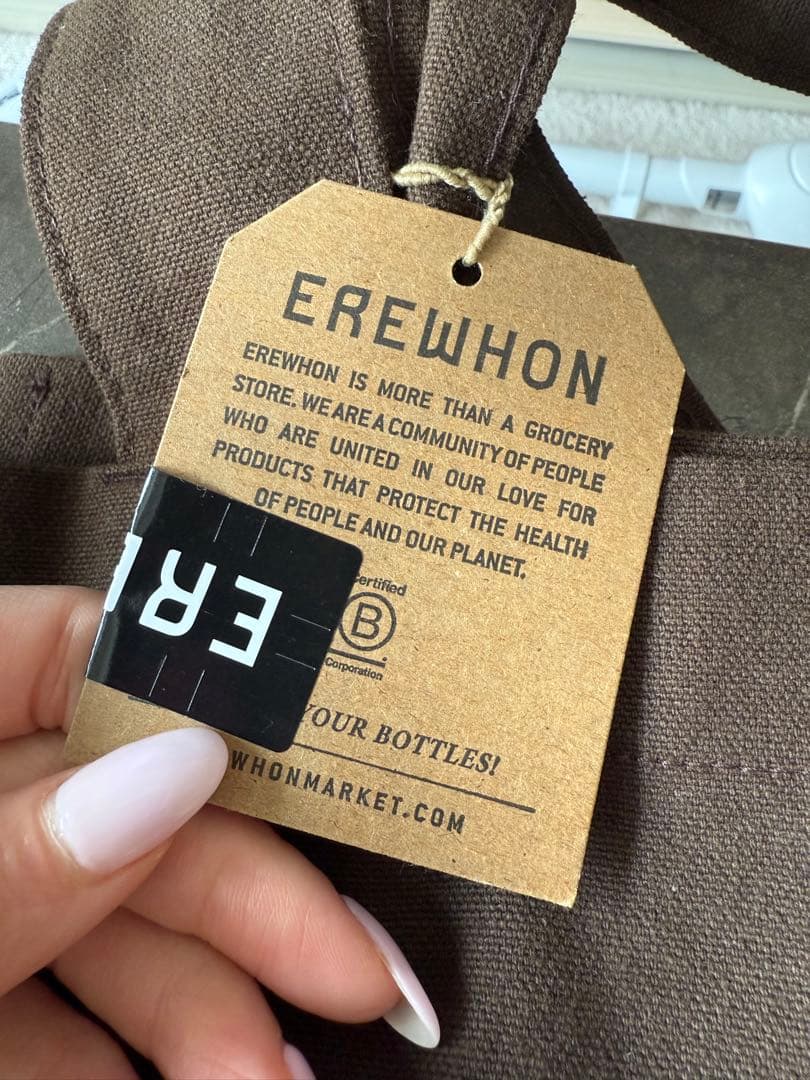 EREWHON
EREWHON IS MORE THAN A GROCERY
STORE. WE ARE A COMMUNITY OF PEOPLE
WHO ARE UNITED IN OUR LOVE FOR
PRODUCTS THAT PROTECT THE HEALTH
OF PEOPLE AND OUR PLANET.
ER
Certified
B
Corporation
YOUR BOTTLES!
WHONMARKET.COM